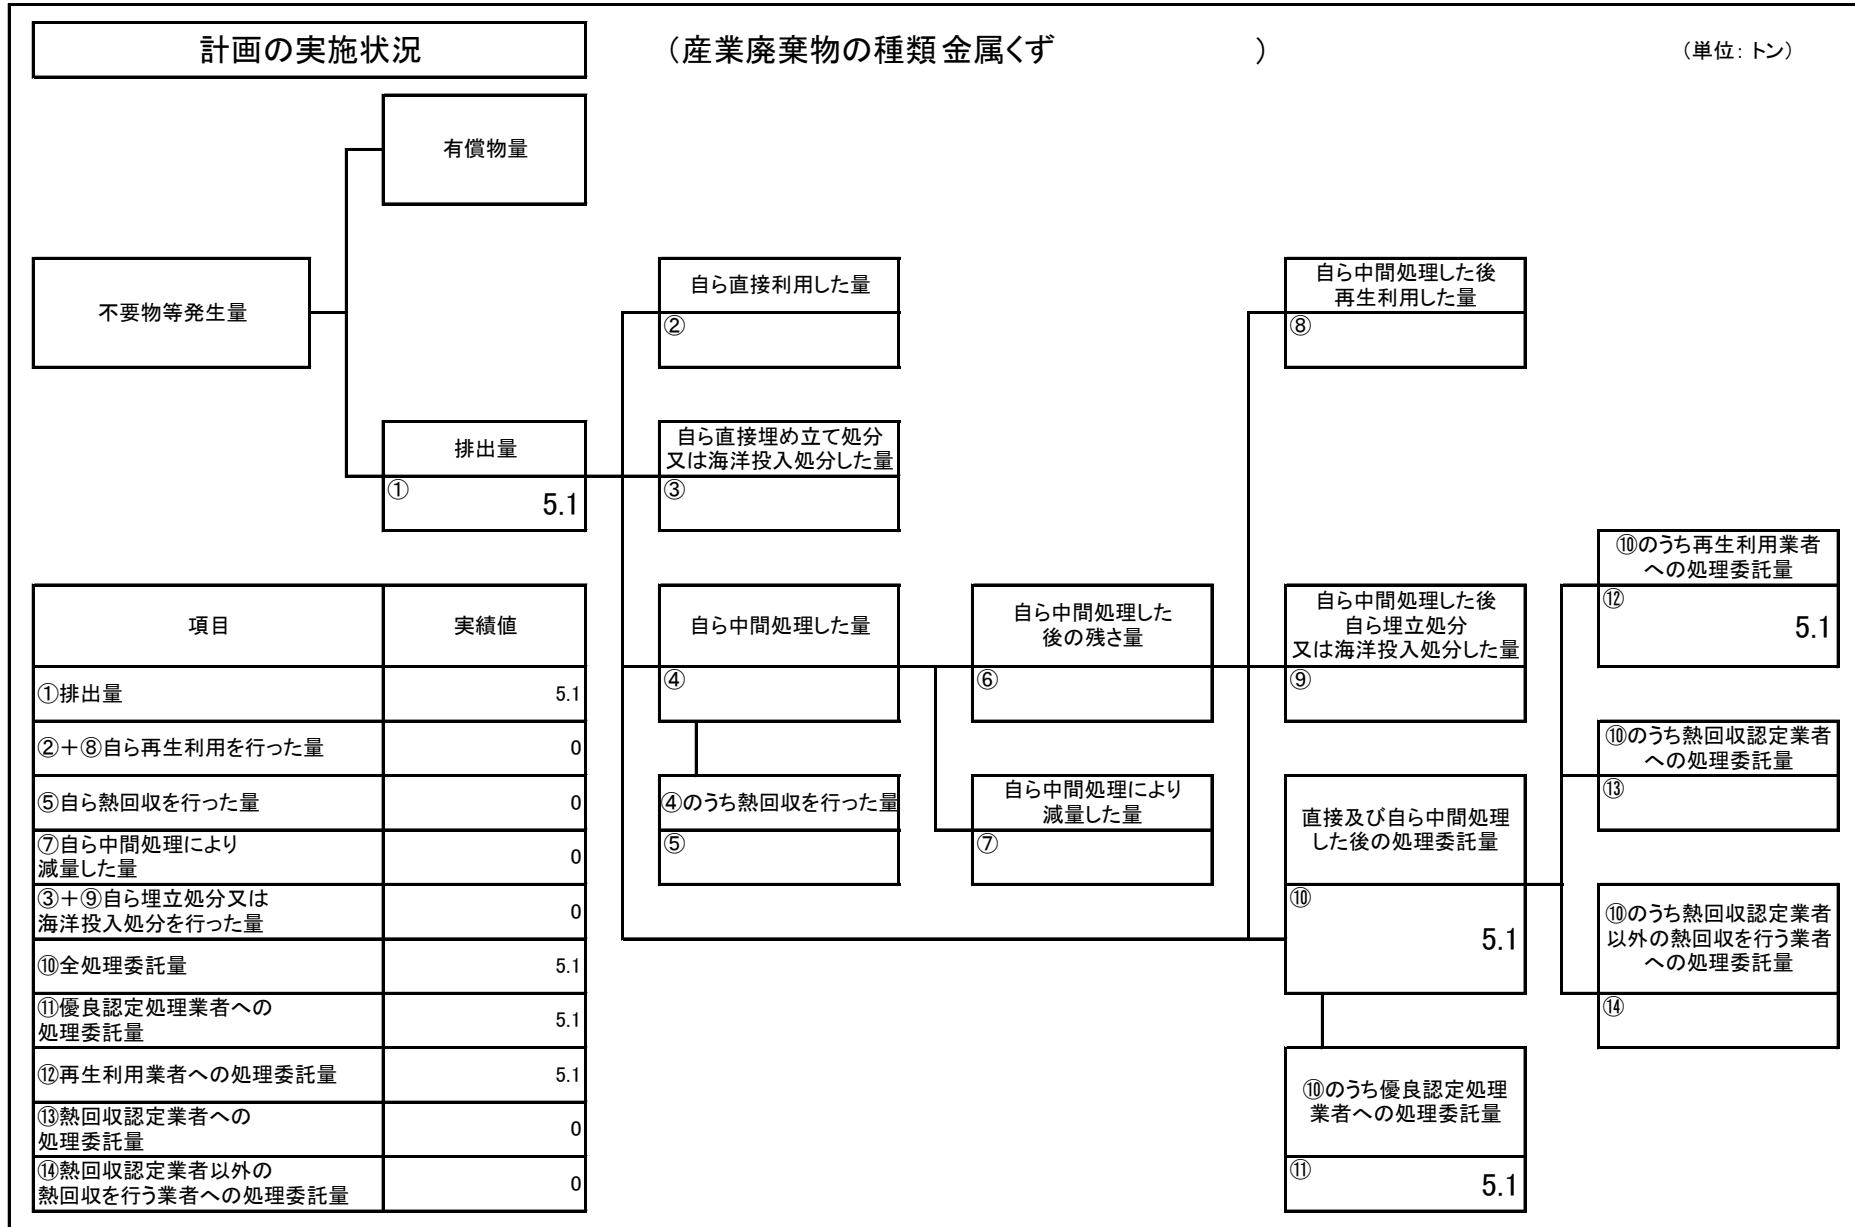 計画の実施状況
（産業廃棄物の種類 金属くず　　　　　　　）
（単位：トン）
有償物量
不要物等発生量
自ら直接利用した量
②
自ら中間処理した後
再生利用した量
⑧
排出量
①
5.1
自ら直接埋め立て処分
又は海洋投入処分した量
③
⑩のうち再生利用業者
への処理委託量
⑫
5.1
自ら中間処理した量
④
自ら中間処理した
後の残さ量
⑥
自ら中間処理した後
自ら埋立処分
又は海洋投入処分した量
⑨
⑩のうち熱回収認定業者
への処理委託量
⑬
④のうち熱回収を行った量
⑤
自ら中間処理により
減量した量
⑦
直接及び自ら中間処理
した後の処理委託量
⑩
5.1
⑩のうち熱回収認定業者
以外の熱回収を行う業者
への処理委託量
⑭
⑩のうち優良認定処理
業者への処理委託量
⑪
5.1
項目 実績値
①排出量 5.1
②＋⑧自ら再生利用を行った量 0
⑤自ら熱回収を行った量 0
⑦自ら中間処理により
減量した量 0
③＋⑨自ら埋立処分又は
海洋投入処分を行った量 0
⑩全処理委託量 5.1
⑪優良認定処理業者への
処理委託量 5.1
⑫再生利用業者への処理委託量 5.1
⑬熱回収認定業者への
処理委託量 0
⑭熱回収認定業者以外の
熱回収を行う業者への処理委託量 0